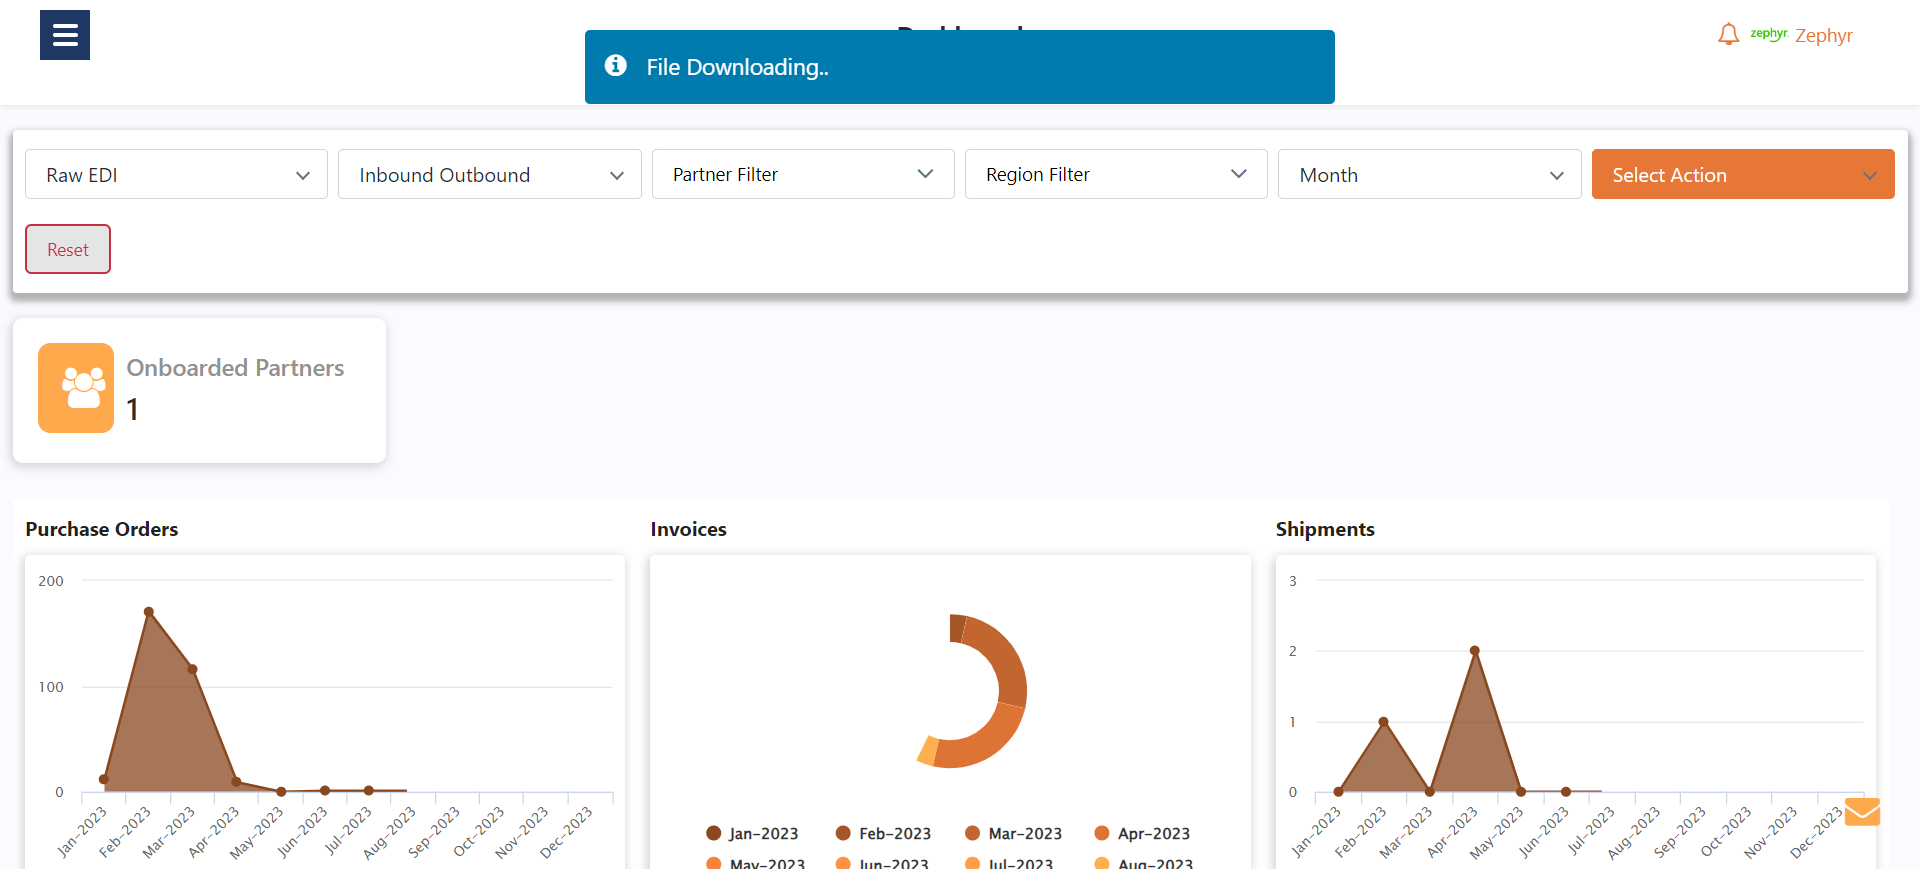 File Downloading..
zephyr Zephyr
Raw EDI
Inbound Outbound
Partner Filter
Region Filter
Month
Select Action
Reset
Onboarded Partners
1
Purchase Orders
200
100
0
Jan-2023
Feb-2023
Mar-2023
Apr-2023
May-2023
Jun-2023
Jul-2023
Aug-2023
Sep-2023
Oct-2023
Nov-2023
Dec-2023
Invoices
Jan-2023 Feb-2023 Mar-2023 Apr-2023
May-2023 Jun-2023 Jul-2023 Aug-2023
Shipments
3
2
1
0
Jan-2023
Feb-2023
Mar-2023
Apr-2023
May-2023
Jun-2023
Jul-2023
Aug-2023
Sep-2023
Oct-2023
Nov-2023
Dec-2023